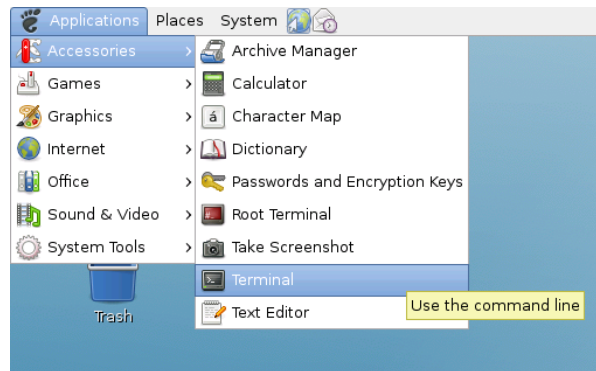 Applications Places System
Accessories
Games
Graphics
Internet
Office
Sound & Video
System Tools
Archive Manager
Calculator
á Character Map
Dictionary
Passwords and Encryption Keys
Root Terminal
Take Screenshot
Terminal
Text Editor
Use the command line
Trash